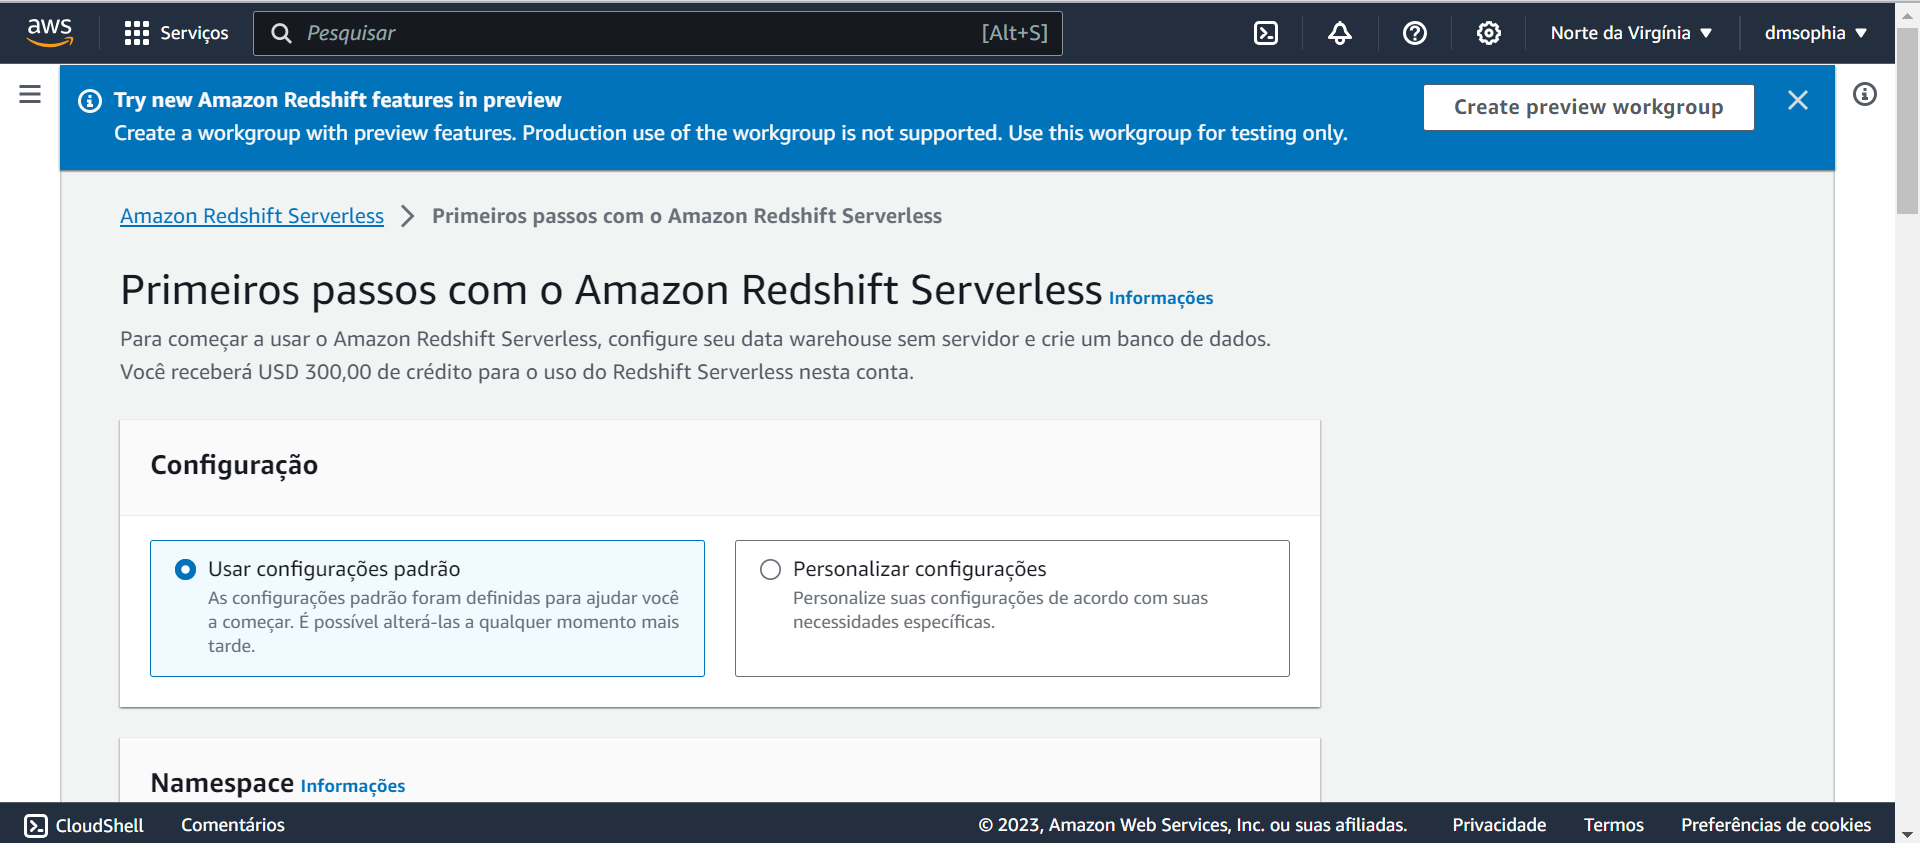 aws Serviços Pesquisar [Alt+S] Norte da Virgínia dmsophia
Try new Amazon Redshift features in preview
Create a workgroup with preview features. Production use of the workgroup is not supported. Use this workgroup for testing only.
Create preview workgroup
Amazon Redshift Serverless Primeiros passos com o Amazon Redshift Serverless
Primeiros passos com o Amazon Redshift Serverless Informações
Para começar a usar o Amazon Redshift Serverless, configure seu data warehouse sem servidor e crie um banco de dados.
Você receberá USD 300,00 de crédito para o uso do Redshift Serverless nesta conta.
Configuração
Usar configurações padrão
As configurações padrão foram definidas para ajudar você
a começar. É possível alterá-las a qualquer momento mais
tarde.
Personalizar configurações
Personalize suas configurações de acordo com suas
necessidades específicas.
Namespace Informações
CloudShell Comentários © 2023, Amazon Web Services, Inc. ou suas afiliadas. Privacidade Termos Preferências de cookies